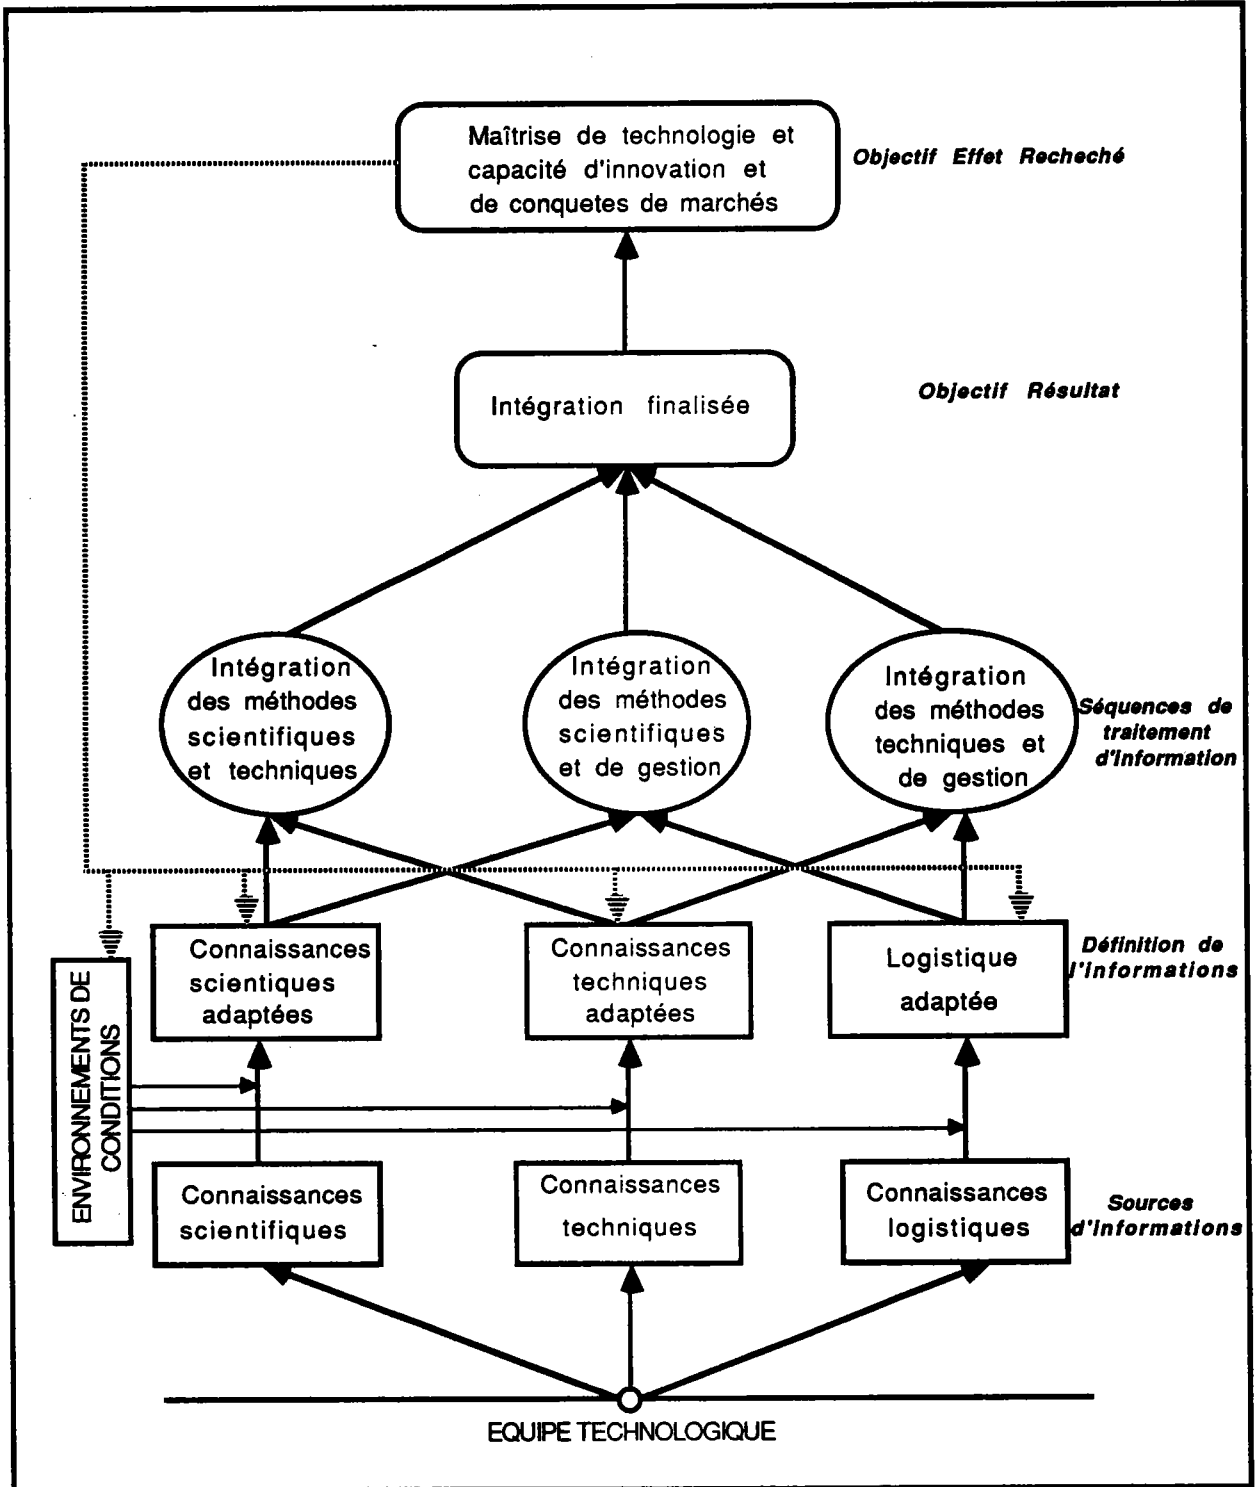 Maîtrise de technologie et
capacité d'innovation et
de conquetes de marchés
Objectif Effet Recheché
Intégration finalisée
Objectif Résultat
Intégration
des méthodes
scientifiques
et techniques
Intégration
des méthodes
scientifiques
et de gestion
Intégration
des méthodes
techniques et
de gestion
Séquences de
traitement
d'information
Connaissances
scientiques
adaptées
Connaissances
techniques
adaptées
Logistique
adaptée
Définition de
l'informations
ENVIRONNEMENTS DE
CONDITIONS
Connaissances
scientifiques
Connaissances
techniques
Connaissances
logistiques
Sources
d'informations
EQUIPE TECHNOLOGIQUE